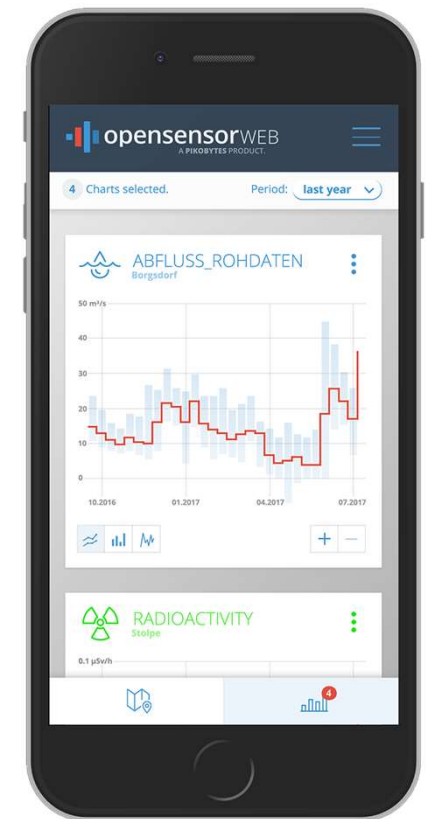 opensensorWEB
A PIKOBYTES PRODUCT.
4 Charts selected. Period: last year
ABFLUSS_ROHDATEN
Borgsdorf
50 m³/s
40
30
20
10
0
10.2016 01.2017 04.2017 07.2017
+ −
RADIOACTIVITY
Stolpe
0.1 µSv/h
4